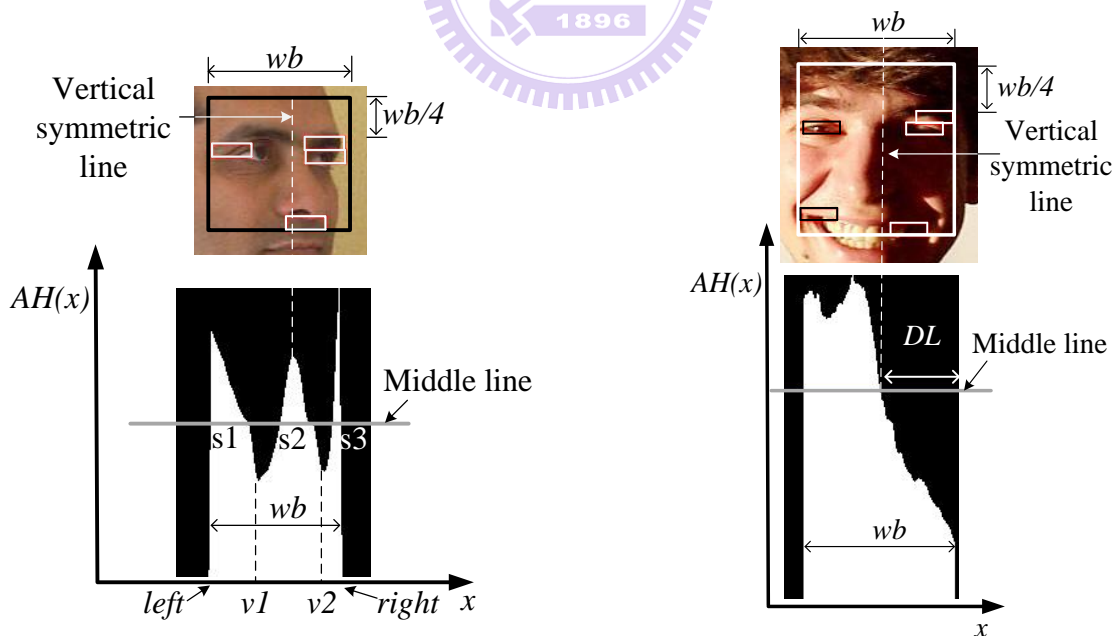 1896
wb
Vertical
symmetric
line
wb/4
AH(x)
Middle line
s1
s2
s3
wb
left
v1
v2
right
x
wb
wb/4
Vertical
symmetric
line
AH(x)
DL
Middle line
wb
x